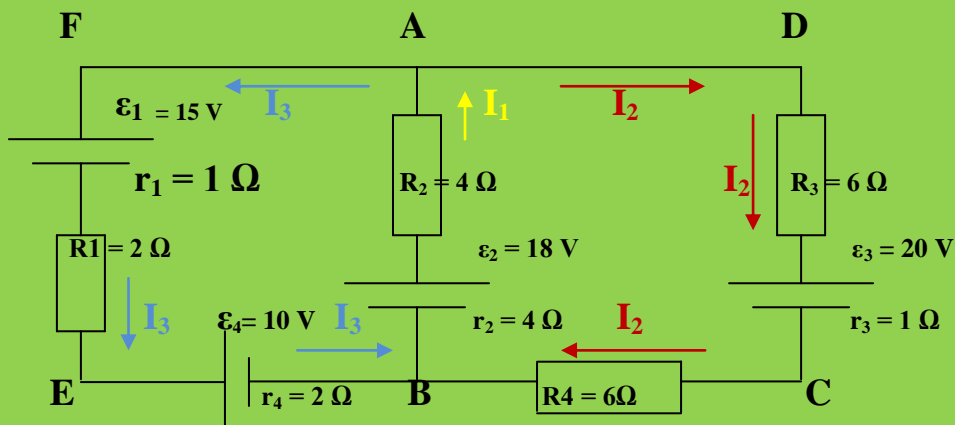 F A D
I₃ I₁ I₂
ε₁ = 15 V
r₁ = 1 Ω
R₂ = 4 Ω
I₂
R₃ = 6 Ω
R1 = 2 Ω
ε₂ = 18 V
ε₃ = 20 V
I₃
ε₄= 10 V
I₃
r₂ = 4 Ω
I₂
r₃ = 1 Ω
E
r₄ = 2 Ω
B
R4 = 6Ω
C